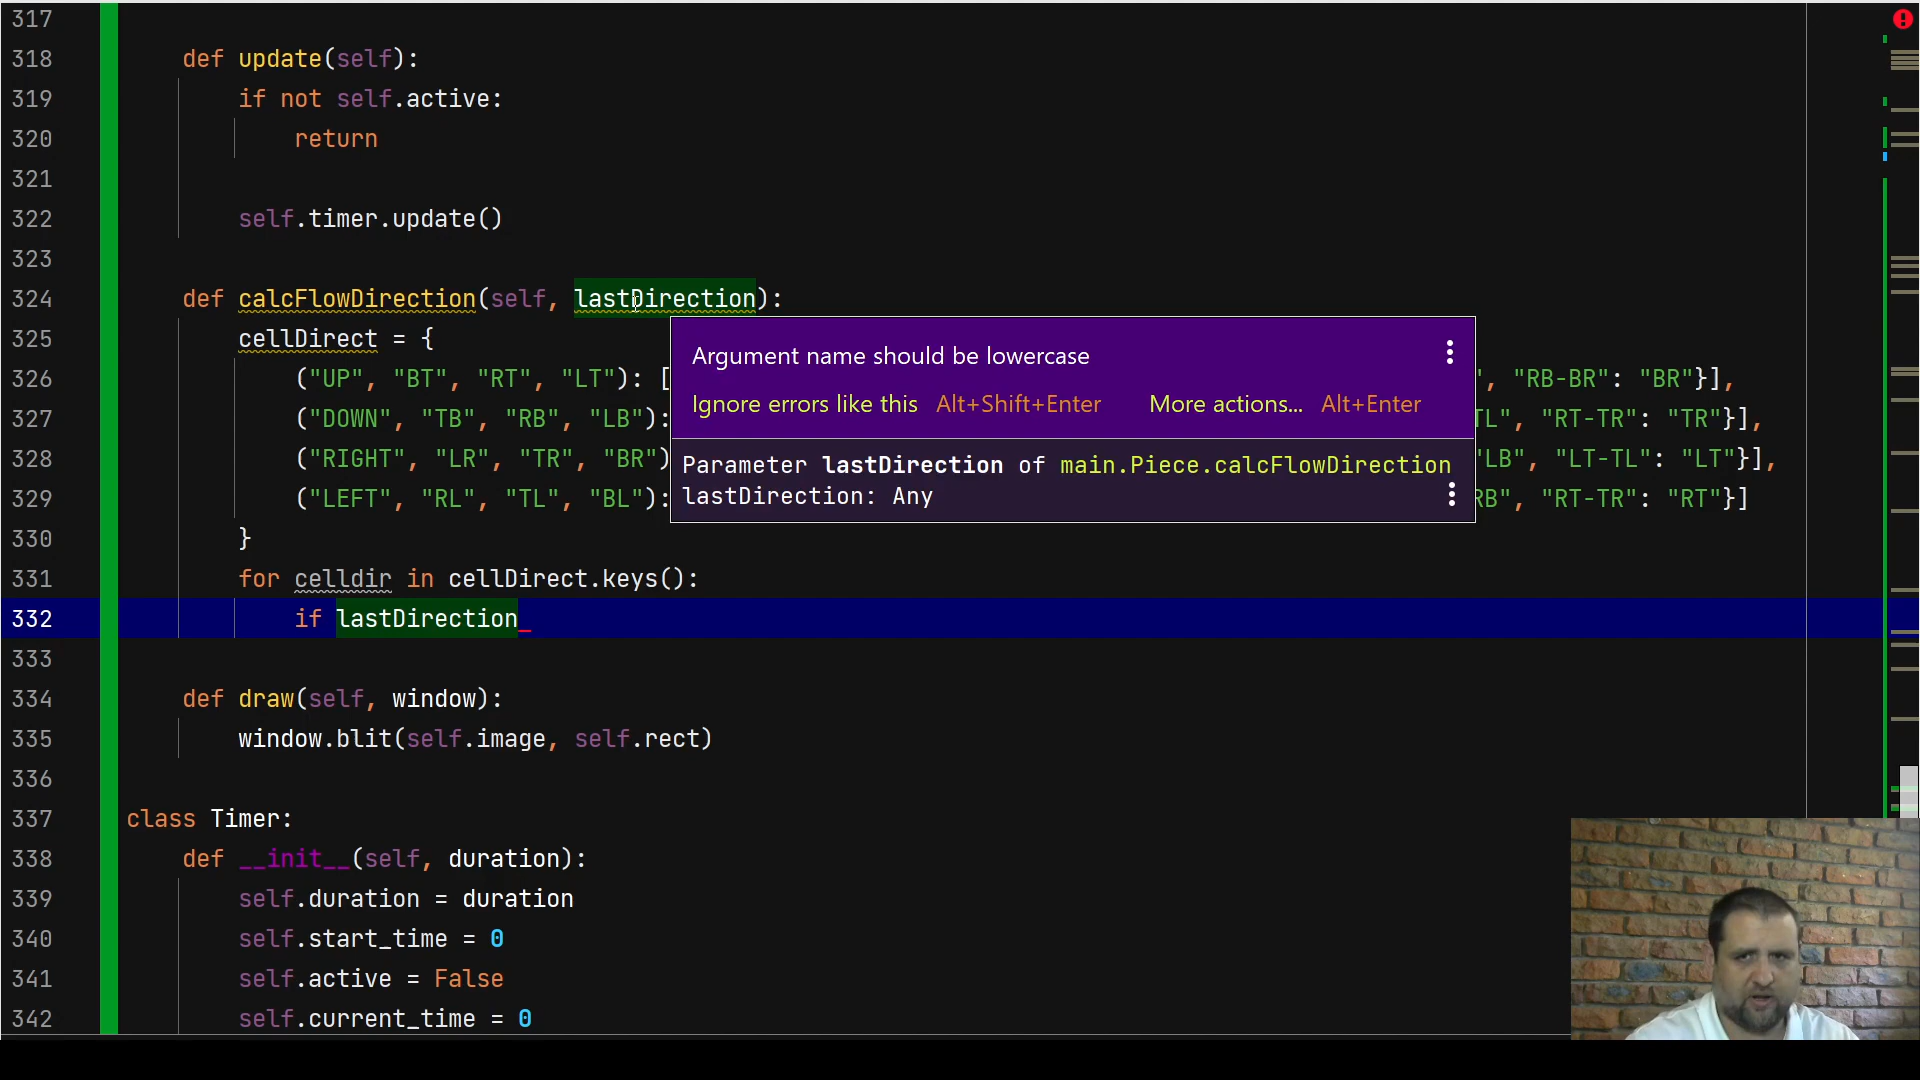 317
318 def update(self):
319 if not self.active:
320 return
321
322 self.timer.update()
323
324 def calcFlowDirection(self, lastDirection):
325 cellDirect = {
326 ("UP", "BT", "RT", "LT"): [ ", "RB-BR": "BR"}],
327 ("DOWN", "TB", "RB", "LB"): TL", "RT-TR": "TR"}],
328 ("RIGHT", "LR", "TR", "BR") "LB", "LT-TL": "LT"}],
329 ("LEFT", "RL", "TL", "BL"): RB", "RT-TR": "RT"}]
Argument name should be lowercase
Ignore errors like this Alt+Shift+Enter More actions... Alt+Enter
Parameter lastDirection of main.Piece.calcFlowDirection
lastDirection: Any
330 }
331 for celldir in cellDirect.keys():
332 if lastDirection
333
334 def draw(self, window):
335 window.blit(self.image, self.rect)
336
337 class Timer:
338 def __init__(self, duration):
339 self.duration = duration
340 self.start_time = 0
341 self.active = False
342 self.current_time = 0